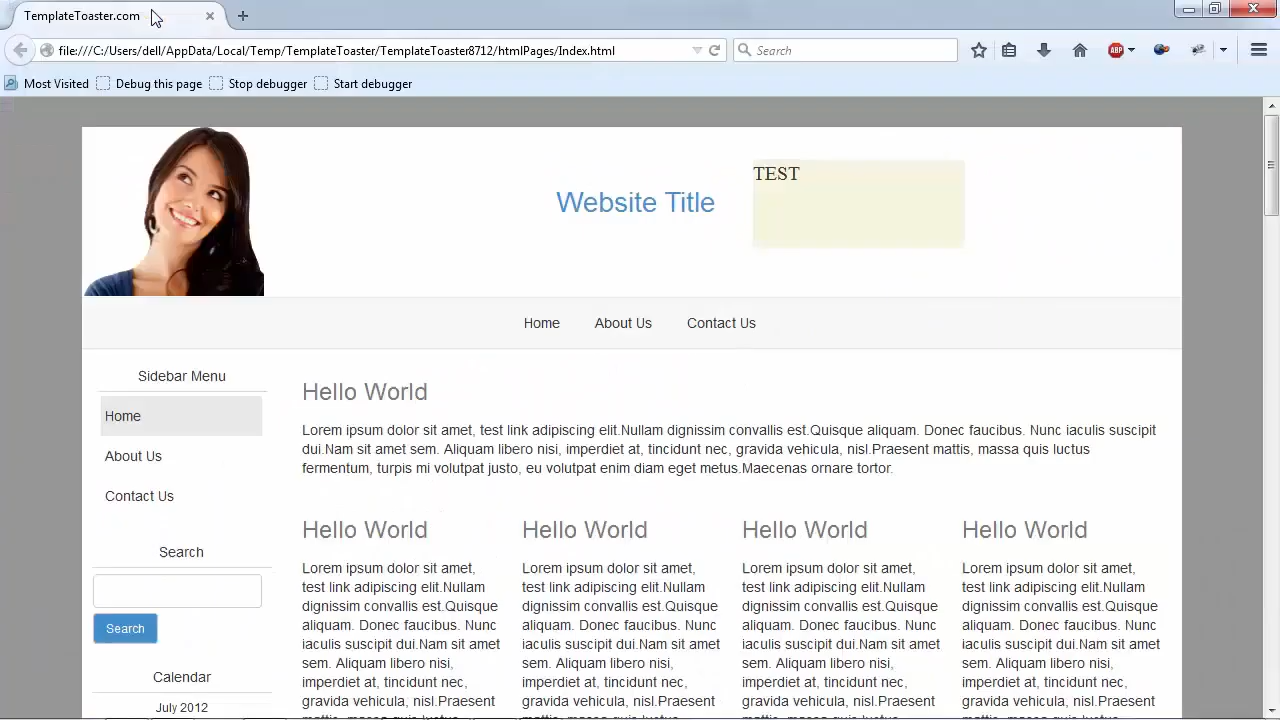 TemplateToaster.com
file:///C:/Users/dell/AppData/Local/Temp/TemplateToaster/TemplateToaster8712/htmlPages/Index.html
Search
ABP
Most Visited
Debug this page
Stop debugger
Start debugger
Website Title
TEST
Home
About Us
Contact Us
Sidebar Menu
Home
About Us
Contact Us
Search
Search
Calendar
July 2012
Hello World
Lorem ipsum dolor sit amet, test link adipiscing elit.Nullam dignissim convallis est.Quisque aliquam. Donec faucibus. Nunc iaculis suscipit
dui.Nam sit amet sem. Aliquam libero nisi, imperdiet at, tincidunt nec, gravida vehicula, nisl.Praesent mattis, massa quis luctus
fermentum, turpis mi volutpat justo, eu volutpat enim diam eget metus.Maecenas ornare tortor.
Hello World
Lorem ipsum dolor sit amet,
test link adipiscing elit.Nullam
dignissim convallis est.Quisque
aliquam. Donec faucibus. Nunc
iaculis suscipit dui.Nam sit amet
sem. Aliquam libero nisi,
imperdiet at, tincidunt nec,
gravida vehicula, nisl.Praesent
Hello World
Lorem ipsum dolor sit amet,
test link adipiscing elit.Nullam
dignissim convallis est.Quisque
aliquam. Donec faucibus. Nunc
iaculis suscipit dui.Nam sit amet
sem. Aliquam libero nisi,
imperdiet at, tincidunt nec,
gravida vehicula, nisl.Praesent
Hello World
Lorem ipsum dolor sit amet,
test link adipiscing elit.Nullam
dignissim convallis est.Quisque
aliquam. Donec faucibus. Nunc
iaculis suscipit dui.Nam sit amet
sem. Aliquam libero nisi,
imperdiet at, tincidunt nec,
gravida vehicula, nisl.Praesent
Hello World
Lorem ipsum dolor sit amet,
test link adipiscing elit.Nullam
dignissim convallis est.Quisque
aliquam. Donec faucibus. Nunc
iaculis suscipit dui.Nam sit amet
sem. Aliquam libero nisi,
imperdiet at, tincidunt nec,
gravida vehicula, nisl.Praesent